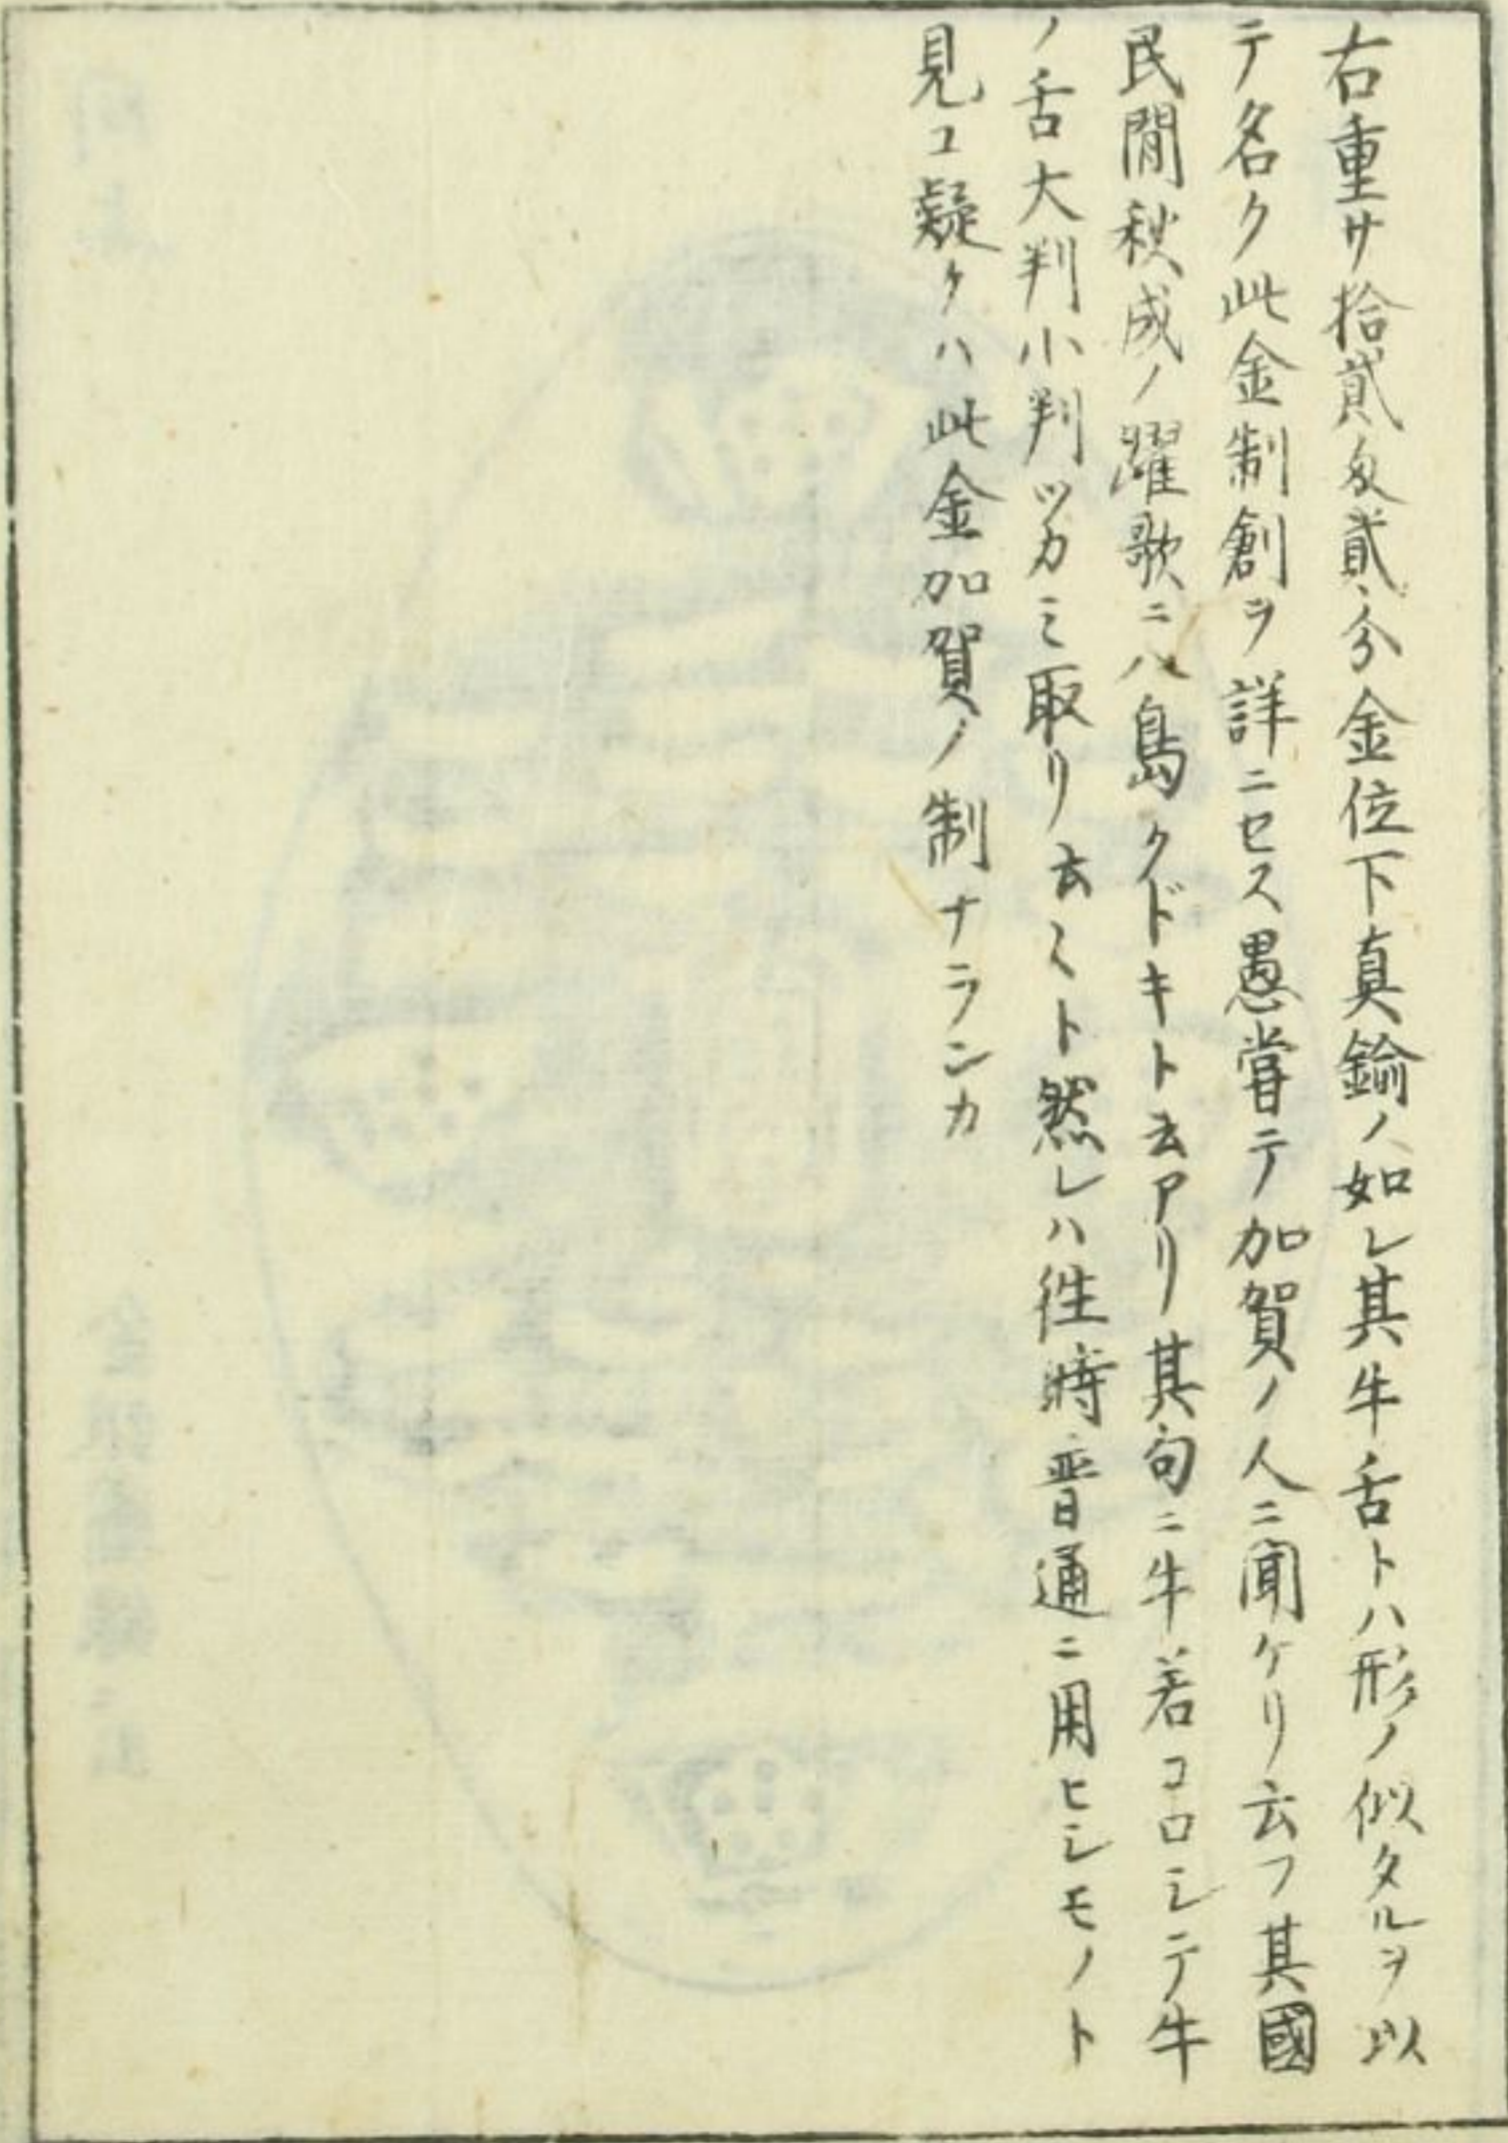 右重サ拾貳匁貳分金位下真鍮ノ如レ其牛舌トハ形ノ似タルヲ以
テ名ク此金制創ヲ詳ニセス愚嘗テ加賀ノ人ニ聞ケリ云フ其國
民間秋成ノ躍歌ニ八島クドキト云アリ其句ニ牛若コロシテ牛
ノ舌大判小判ツカミ取リ云〻ト然レハ徃時普通ニ用ヒシモノト
見ユ疑クハ此金加賀ノ制ナランカ